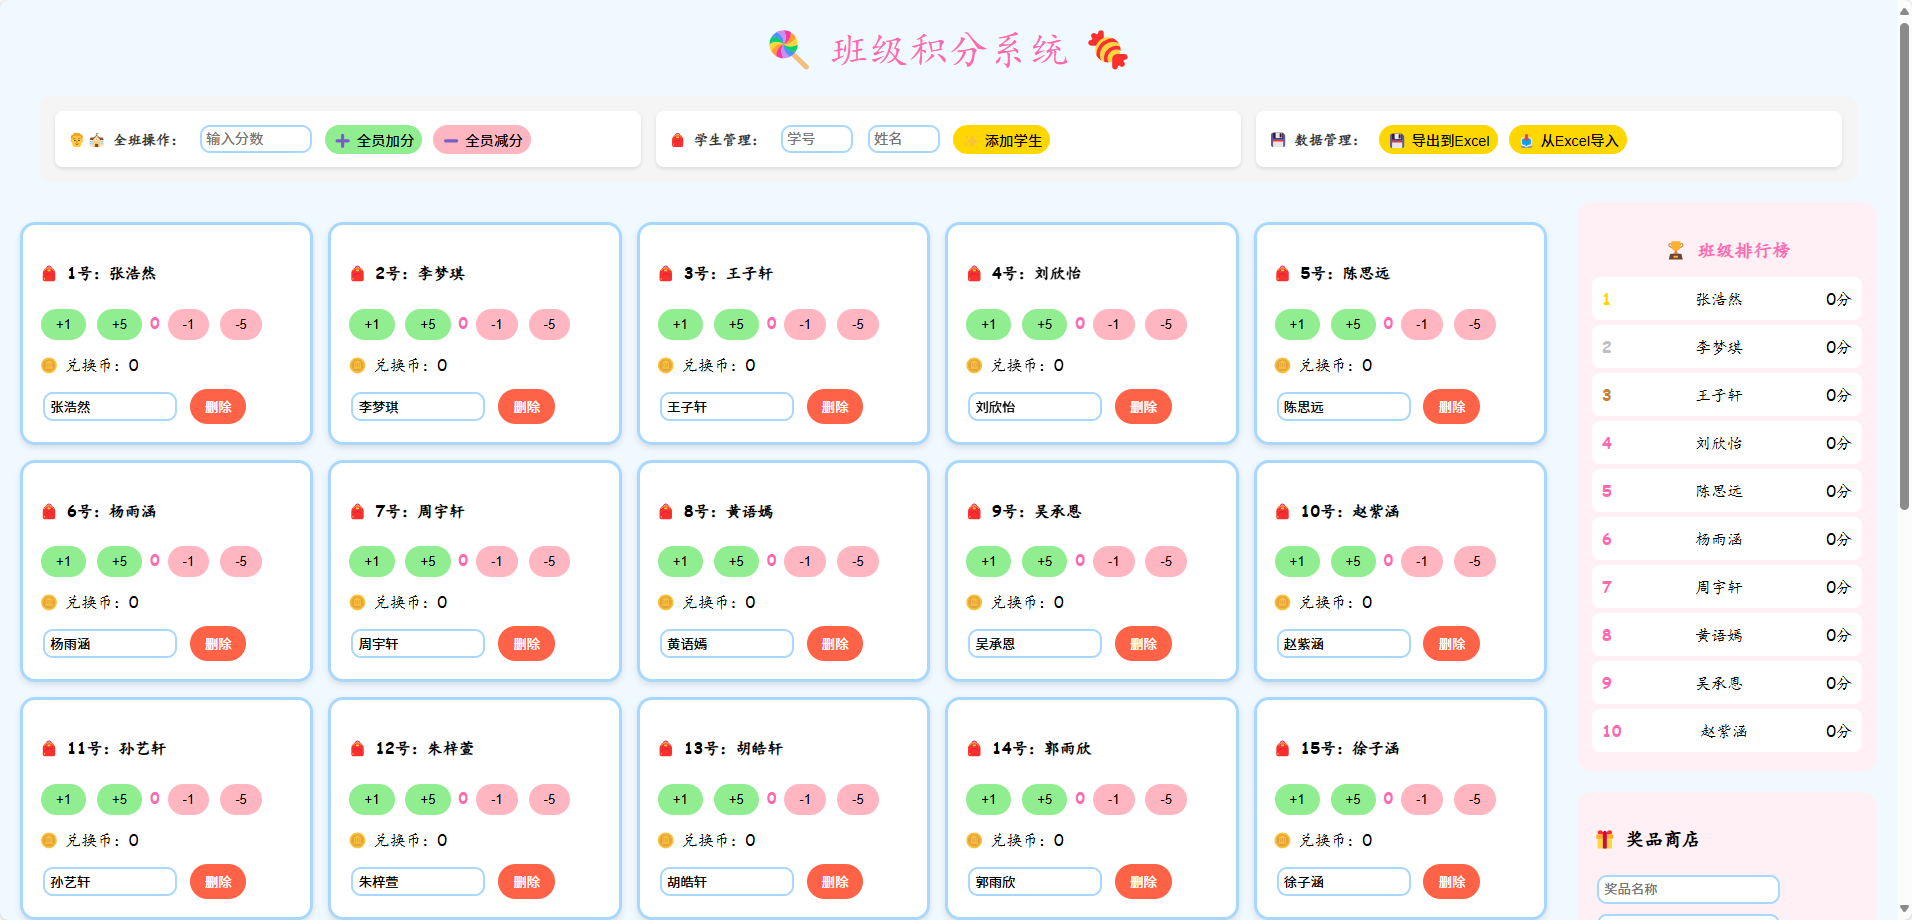 班级积分系统
全班操作： 输入分数 全员加分 全员减分 学生管理： 学号 姓名 添加学生 数据管理： 导出到Excel 从Excel导入
1号：张浩然
+1 +5 0 -1 -5
兑换币：0
张浩然 删除
2号：李梦琪
+1 +5 0 -1 -5
兑换币：0
李梦琪 删除
3号：王子轩
+1 +5 0 -1 -5
兑换币：0
王子轩 删除
4号：刘欣怡
+1 +5 0 -1 -5
兑换币：0
刘欣怡 删除
5号：陈思远
+1 +5 0 -1 -5
兑换币：0
陈思远 删除
6号：杨雨涵
+1 +5 0 -1 -5
兑换币：0
杨雨涵 删除
7号：周宇轩
+1 +5 0 -1 -5
兑换币：0
周宇轩 删除
8号：黄语嫣
+1 +5 0 -1 -5
兑换币：0
黄语嫣 删除
9号：吴承恩
+1 +5 0 -1 -5
兑换币：0
吴承恩 删除
10号：赵紫涵
+1 +5 0 -1 -5
兑换币：0
赵紫涵 删除
11号：孙艺轩
+1 +5 0 -1 -5
兑换币：0
孙艺轩 删除
12号：朱梓萱
+1 +5 0 -1 -5
兑换币：0
朱梓萱 删除
13号：胡皓轩
+1 +5 0 -1 -5
兑换币：0
胡皓轩 删除
14号：郭雨欣
+1 +5 0 -1 -5
兑换币：0
郭雨欣 删除
15号：徐子涵
+1 +5 0 -1 -5
兑换币：0
徐子涵 删除
班级排行榜
1 张浩然 0分
2 李梦琪 0分
3 王子轩 0分
4 刘欣怡 0分
5 陈思远 0分
6 杨雨涵 0分
7 周宇轩 0分
8 黄语嫣 0分
9 吴承恩 0分
10 赵紫涵 0分
奖品商店
奖品名称